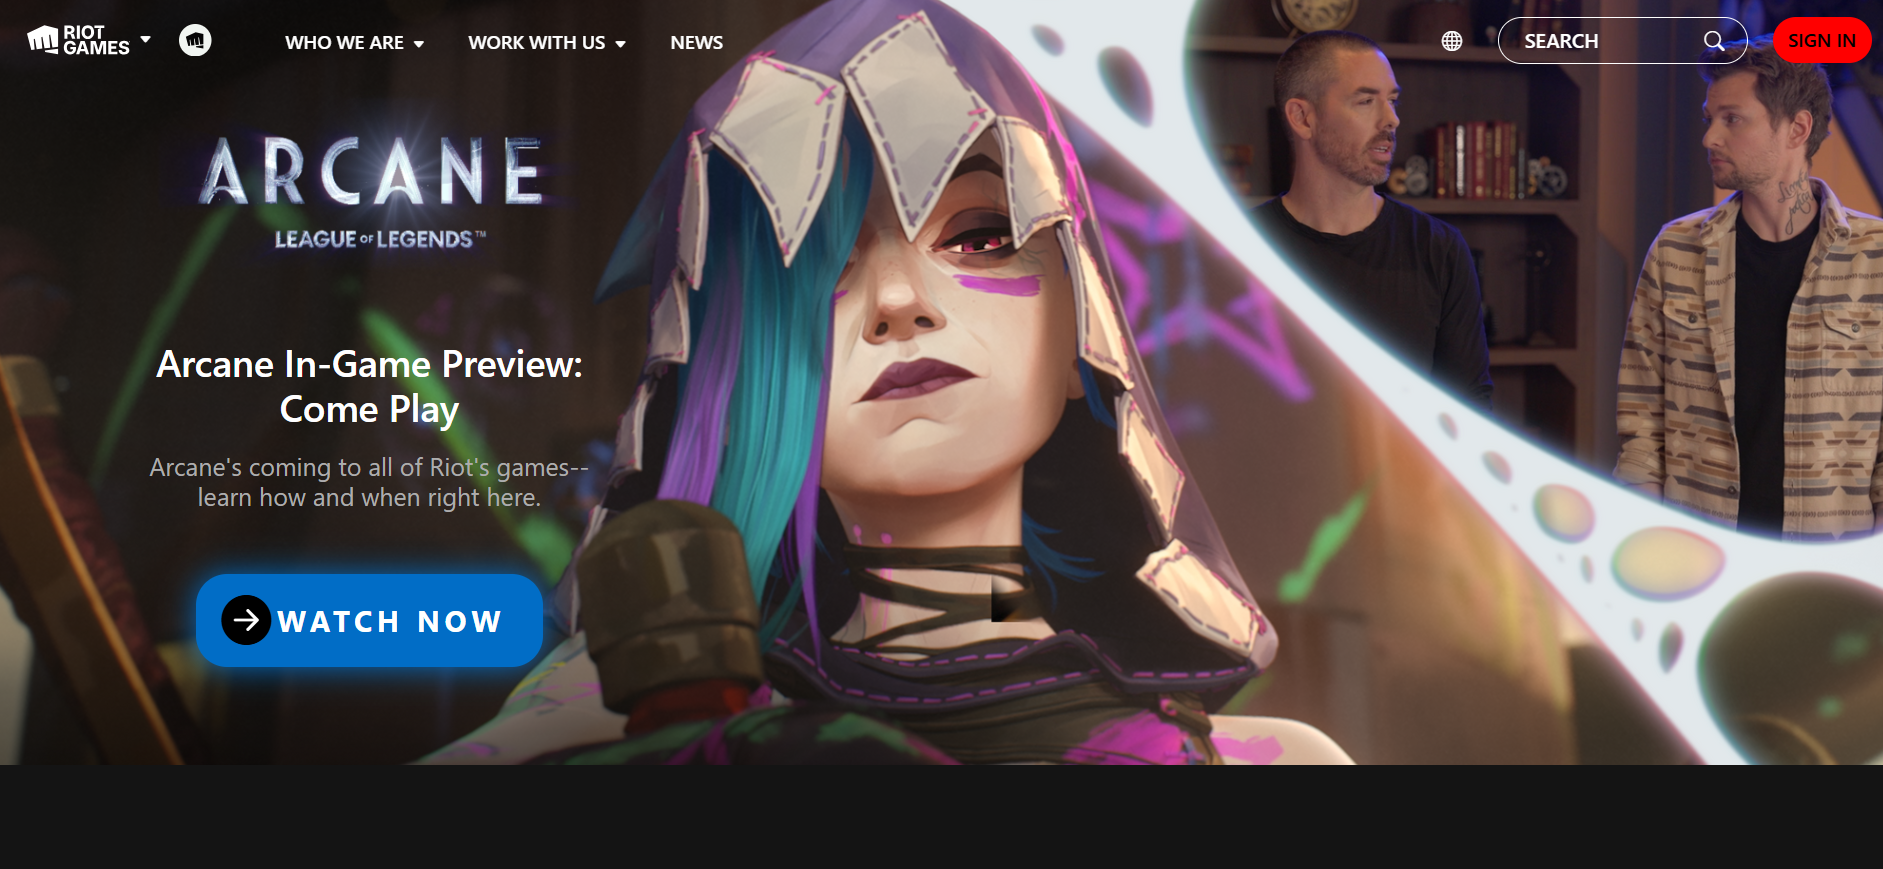 RIOT
GAMES
WHO WE ARE
WORK WITH US
NEWS
SEARCH
SIGN IN
ARCANE
LEAGUE OF LEGENDS™
Arcane In-Game Preview:
Come Play
Arcane's coming to all of Riot's games--
learn how and when right here.
WATCH NOW